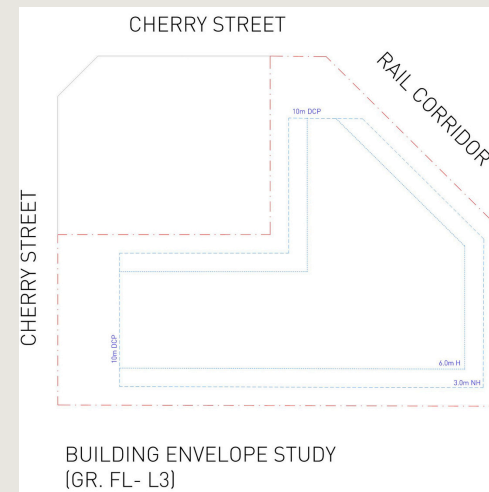 CHERRY STREET
RAIL CORRIDOR
10m DCP
CHERRY STREET
10m DCP
6.0m H
3.0m NH
BUILDING ENVELOPE STUDY
(GR. FL- L3)